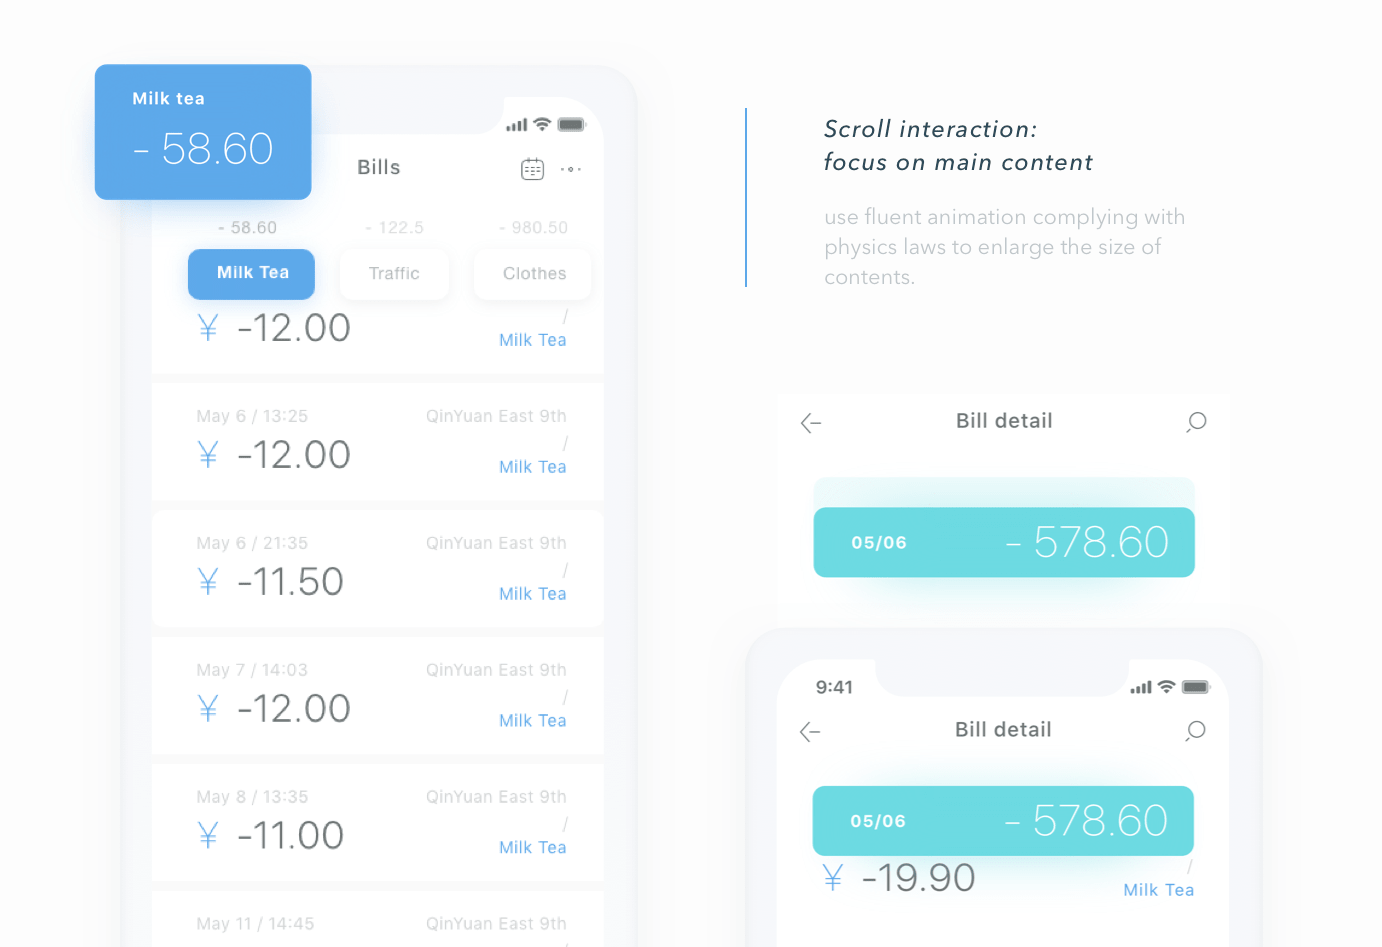 Milk tea
- 58.60
Bills
- 58.60
- 122.5
- 980.50
Milk Tea
Traffic
Clothes
¥ -12.00
/
Milk Tea
May 6 / 13:25
QinYuan East 9th
¥ -12.00
/
Milk Tea
May 6 / 21:35
QinYuan East 9th
¥ -11.50
/
Milk Tea
May 7 / 14:03
QinYuan East 9th
¥ -12.00
/
Milk Tea
May 8 / 13:35
QinYuan East 9th
¥ -11.00
/
Milk Tea
May 11 / 14:45
QinYuan East 9th
Scroll interaction:
focus on main content
use fluent animation complying with
physics laws to enlarge the size of
contents.
Bill detail
05/06
- 578.60
9:41
Bill detail
05/06
- 578.60
¥ -19.90
/
Milk Tea